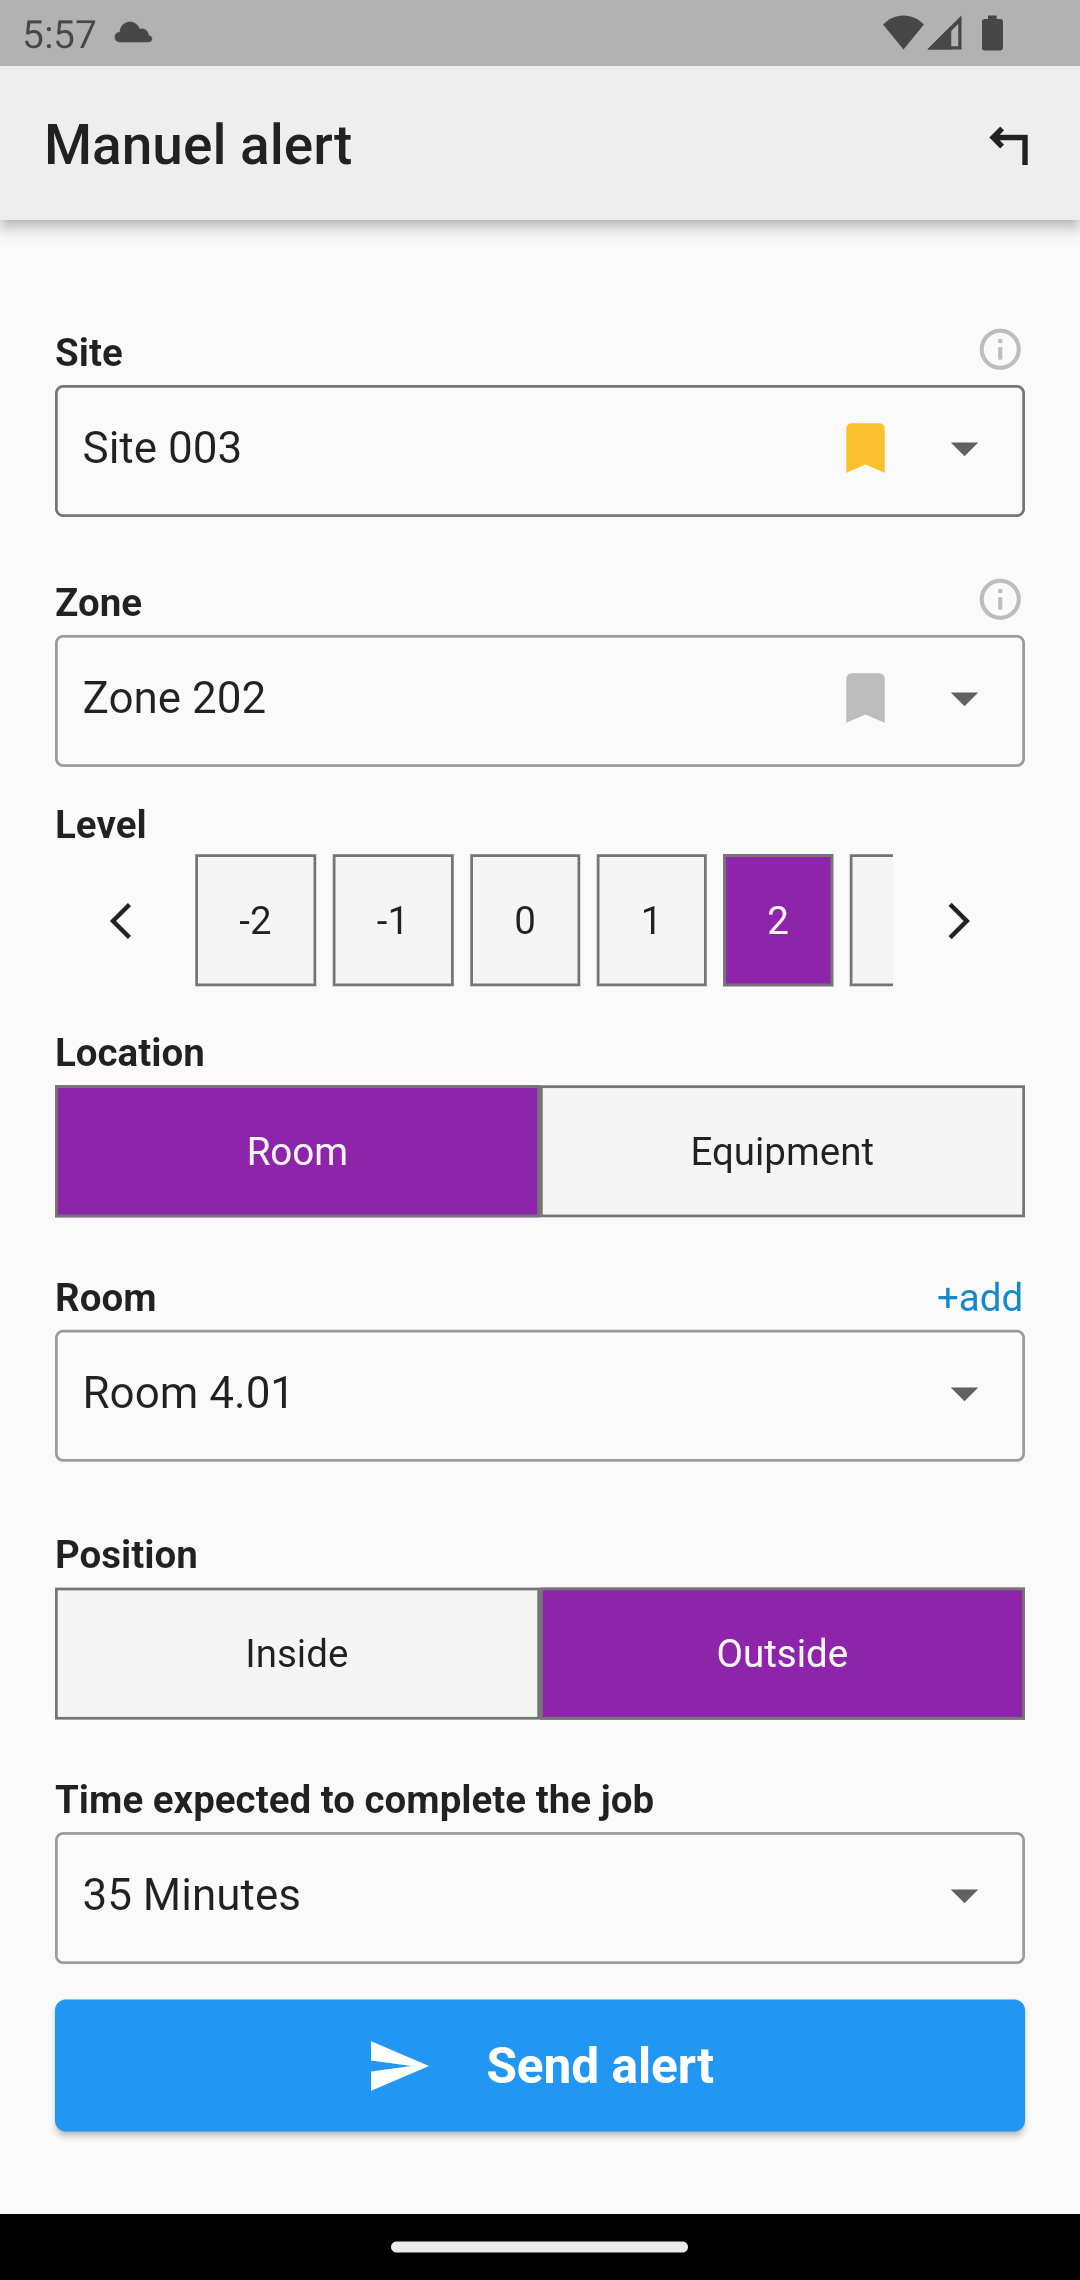 5:57
Manuel alert
Site
Site 003
Zone
Zone 202
Level
-2 -1 0 1 2
Location
Room Equipment
Room +add
Room 4.01
Position
Inside Outside
Time expected to complete the job
35 Minutes
Send alert